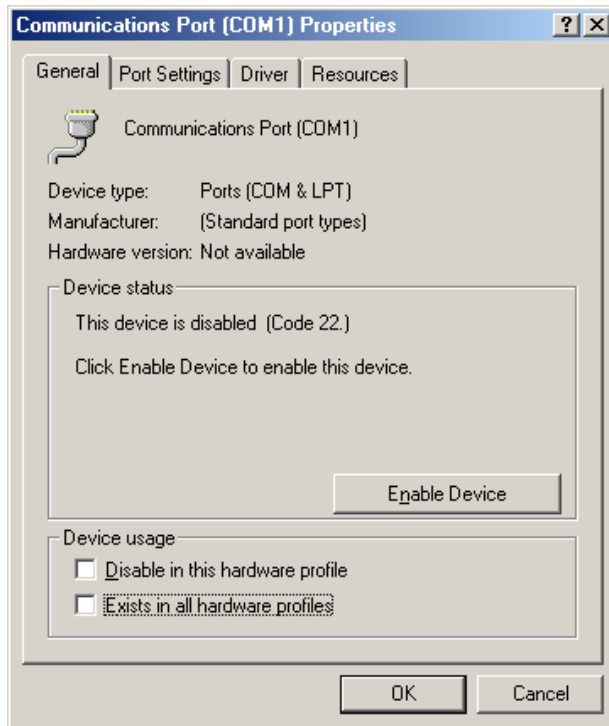 Communications Port (COM1) Properties
General Port Settings Driver Resources
Communications Port (COM1)
Device type: Ports (COM & LPT)
Manufacturer: (Standard port types)
Hardware version: Not available
Device status
This device is disabled (Code 22.)
Click Enable Device to enable this device.
Enable Device
Device usage
Disable in this hardware profile
Exists in all hardware profiles
OK Cancel